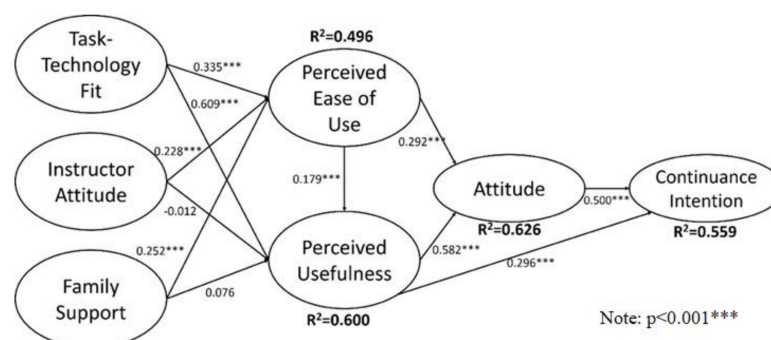 Task-
Technology
Fit
Instructor
Attitude
Family
Support
0.335***
0.609***
0.228***
-0.012
0.252***
0.076
R²=0.496
Perceived
Ease of
Use
0.179***
Perceived
Usefulness
R²=0.600
0.292***
0.582***
0.296***
Attitude
R²=0.626
0.500***
Continuance
Intention
R²=0.559
Note: p<0.001***